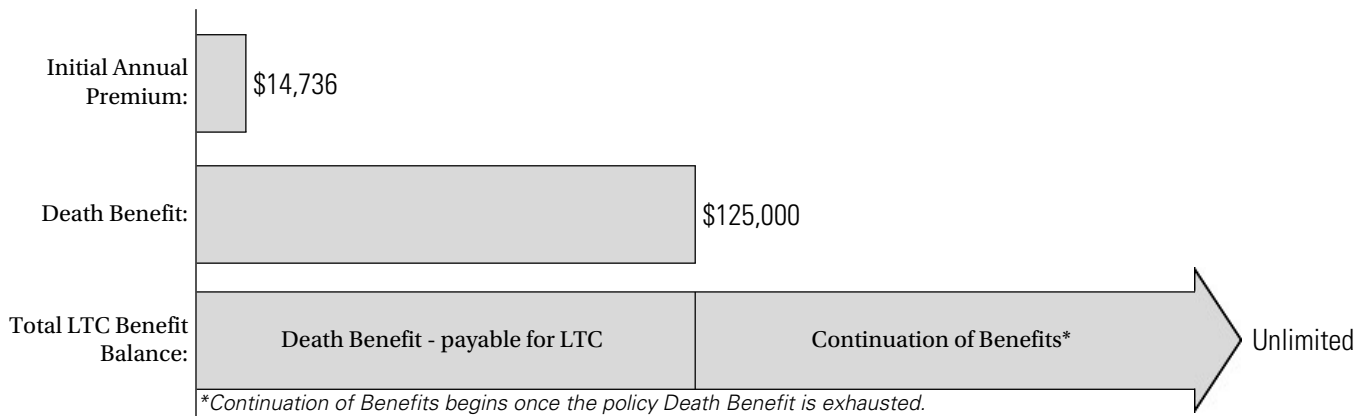 Initial Annual
Premium:
$14,736
Death Benefit:
$125,000
Total LTC Benefit
Balance:
Death Benefit - payable for LTC
Continuation of Benefits*
Unlimited
*Continuation of Benefits begins once the policy Death Benefit is exhausted.